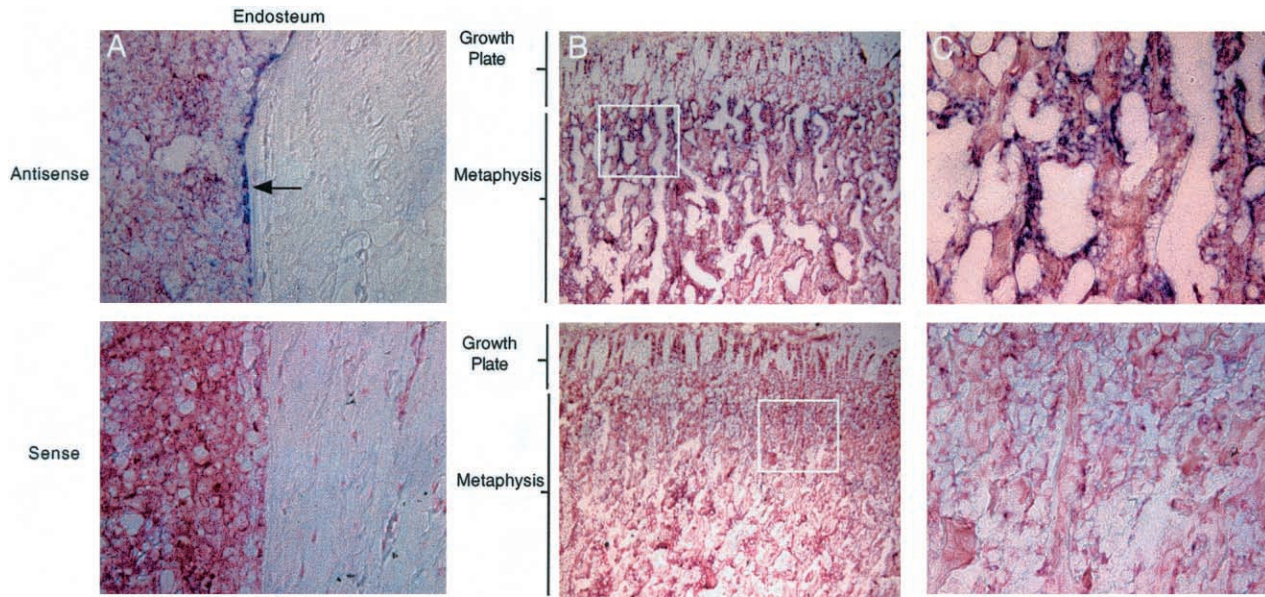 Endosteum
A
B
C
Growth
Plate
Antisense
Metaphysis
Growth
Plate
Sense
Metaphysis